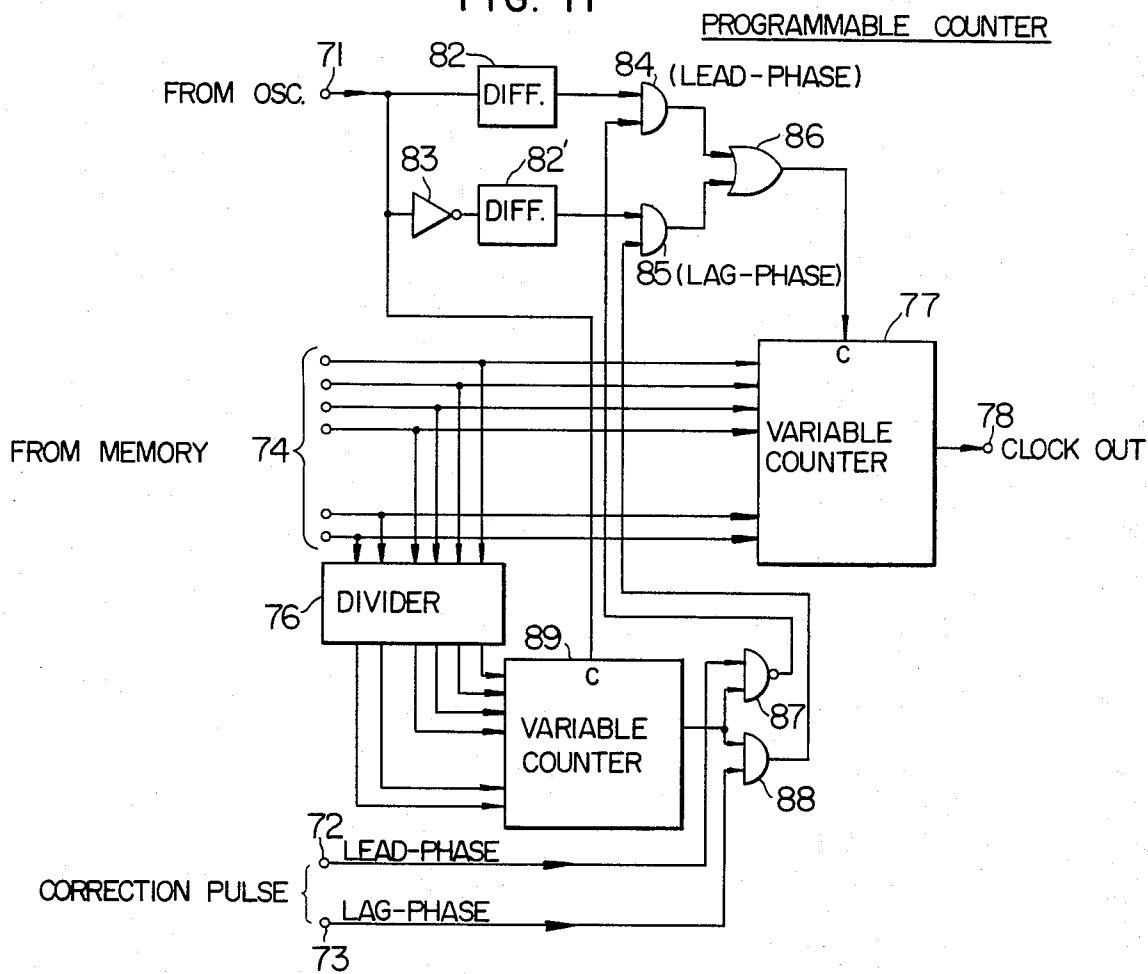 FIG. 11
PROGRAMMABLE COUNTER
71
82
84 (LEAD-PHASE)
FROM OSC.
DIFF.
86
83
82'
DIFF.
85 (LAG-PHASE)
77
C
74
FROM MEMORY
VARIABLE
COUNTER
78
CLOCK OUT
76
DIVIDER
89
C
VARIABLE
COUNTER
87
88
72
LEAD-PHASE
CORRECTION PULSE
LAG-PHASE
73